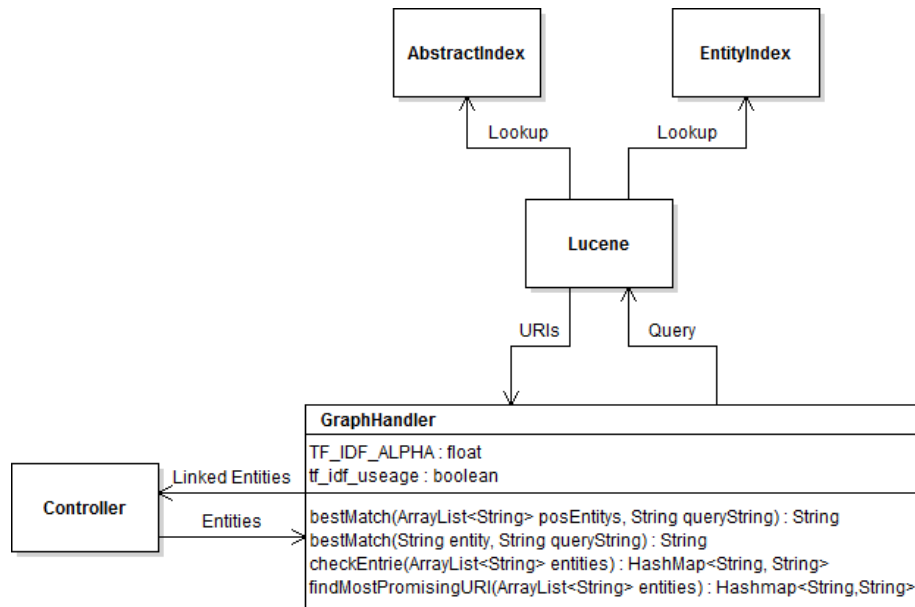 AbstractIndex
EntityIndex
Lookup
Lookup
Lucene
URIs
Query
GraphHandler
TF_IDF_ALPHA : float
tf_idf_useage : boolean
Linked Entities
Controller
Entities
bestMatch(ArrayList<String> posEntitys, String queryString) : String
bestMatch(String entity, String queryString) : String
checkEntrie(ArrayList<String> entities) : HashMap<String, String>
findMostPromisingURI(ArrayList<String> entities) : Hashmap<String,String>